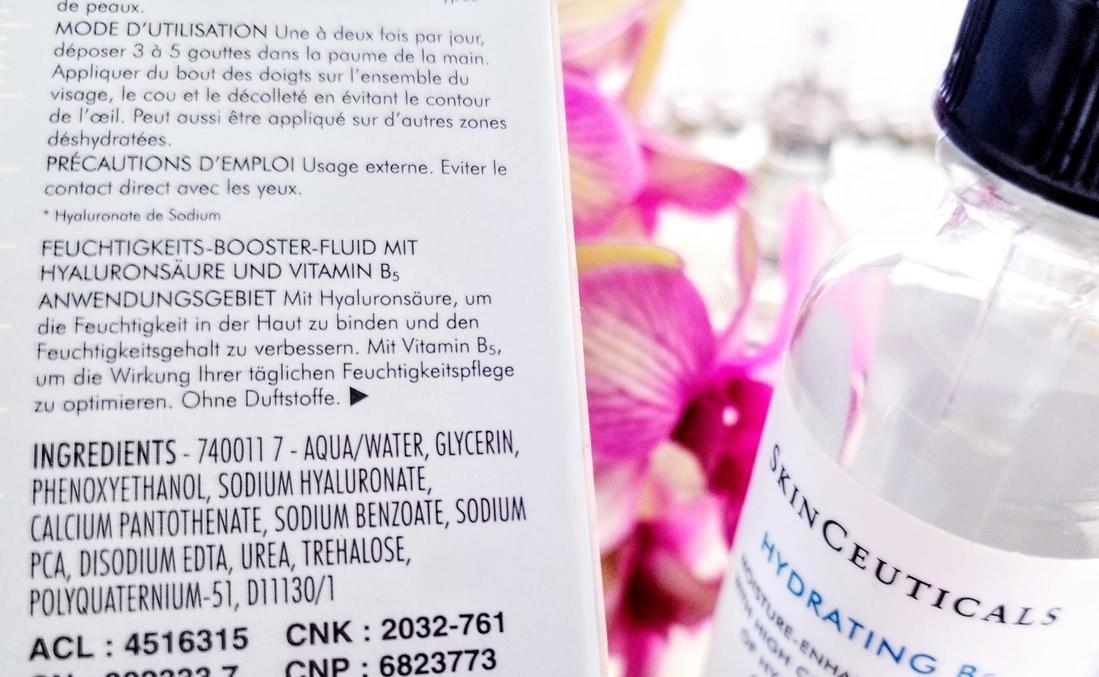 de peaux.
MODE D'UTILISATION Une à deux fois par jour,
déposer 3 à 5 gouttes dans la paume de la main.
Appliquer du bout des doigts sur l'ensemble du
visage, le cou et le décolleté en évitant le contour
de l'œil. Peut aussi être appliqué sur d'autres zones
déshydratées.
PRÉCAUTIONS D'EMPLOI Usage externe. Eviter le
contact direct avec les yeux.
* Hyaluronate de Sodium
FEUCHTIGKEITS-BOOSTER-FLUID MIT
HYALURONSÄURE UND VITAMIN B5
ANWENDUNGSGEBIET Mit Hyaluronsäure, um
die Feuchtigkeit in der Haut zu binden und den
Feuchtigkeitsgehalt zu verbessern. Mit Vitamin B5,
um die Wirkung Ihrer täglichen Feuchtigkeitspflege
zu optimieren. Ohne Duftstoffe. ▶
INGREDIENTS - 740011 7 - AQUA/WATER, GLYCERIN,
PHENOXYETHANOL, SODIUM HYALURONATE,
CALCIUM PANTOTHENATE, SODIUM BENZOATE, SODIUM
PCA, DISODIUM EDTA, UREA, TREHALOSE,
POLYQUATERNIUM-51, D11130/1
ACL : 4516315 CNK : 2032-761
CNP : 6823773
SKINCEUTICALS
HYDRATING
MOISTURE-ENHA
WITH HIGH